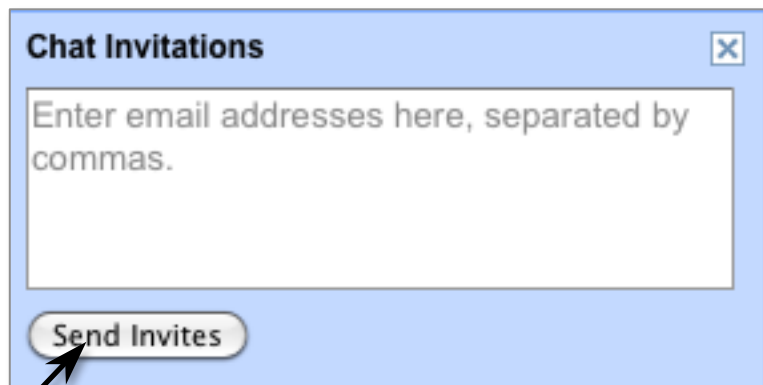 Chat Invitations
Enter email addresses here, separated by
commas.
Send Invites